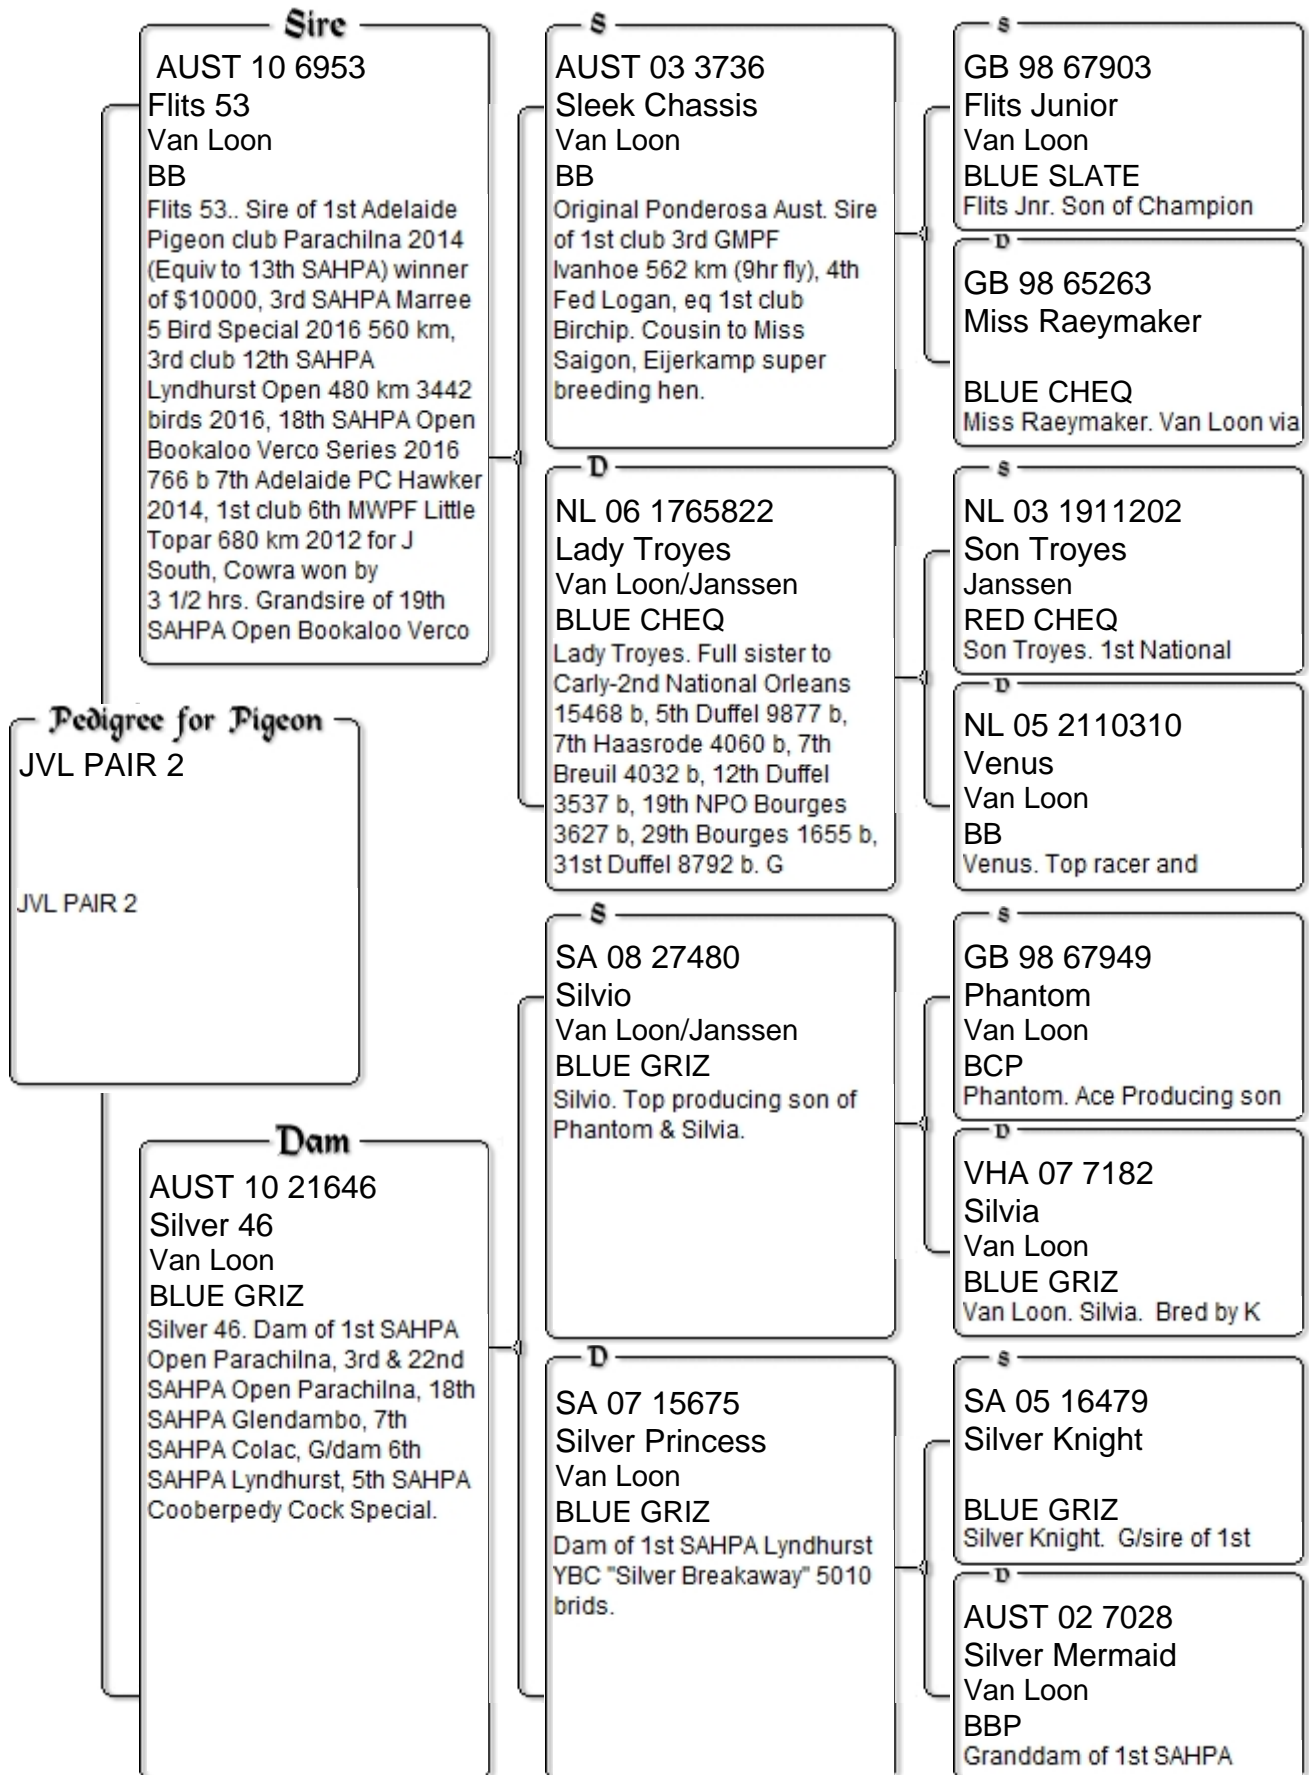 Sire
AUST 10 6953
Flits 53
Van Loon
BB
Flits 53.. Sire of 1st Adelaide
Pigeon club Parachilna 2014
(Equiv to 13th SAHPA) winner
of $10000, 3rd SAHPA Marree
5 Bird Special 2016 560 km,
3rd club 12th SAHPA
Lyndhurst Open 480 km 3442
birds 2016, 18th SAHPA Open
Bookaloo Verco Series 2016
766 b 7th Adelaide PC Hawker
2014, 1st club 6th MWPF Little
Topar 680 km 2012 for J
South, Cowra won by
3 1/2 hrs. Grandsire of 19th
SAHPA Open Bookaloo Verco
Pedigree for Pigeon
JVL PAIR 2
JVL PAIR 2
Dam
AUST 10 21646
Silver 46
Van Loon
BLUE GRIZ
Silver 46. Dam of 1st SAHPA
Open Parachilna, 3rd & 22nd
SAHPA Open Parachilna, 18th
SAHPA Glendambo, 7th
SAHPA Colac, G/dam 6th
SAHPA Lyndhurst, 5th SAHPA
Cooberpedy Cock Special.
S
AUST 03 3736
Sleek Chassis
Van Loon
BB
Original Ponderosa Aust. Sire
of 1st club 3rd GMPF
Ivanhoe 562 km (9hr fly), 4th
Fed Logan, eq 1st club
Birchip. Cousin to Miss
Saigon, Eijerkamp super
breeding hen.
D
NL 06 1765822
Lady Troyes
Van Loon/Janssen
BLUE CHEQ
Lady Troyes. Full sister to
Carly-2nd National Orleans
15468 b, 5th Duffel 9877 b,
7th Haasrode 4060 b, 7th
Breuil 4032 b, 12th Duffel
3537 b, 19th NPO Bourges
3627 b, 29th Bourges 1655 b,
31st Duffel 8792 b. G
S
SA 08 27480
Silvio
Van Loon/Janssen
BLUE GRIZ
Silvio. Top producing son of
Phantom & Silvia.
D
SA 07 15675
Silver Princess
Van Loon
BLUE GRIZ
Dam of 1st SAHPA Lyndhurst
YBC "Silver Breakaway" 5010
brids.
S
GB 98 67903
Flits Junior
Van Loon
BLUE SLATE
Flits Jnr. Son of Champion
D
GB 98 65263
Miss Raeymaker
BLUE CHEQ
Miss Raeymaker. Van Loon via
S
NL 03 1911202
Son Troyes
Janssen
RED CHEQ
Son Troyes. 1st National
D
NL 05 2110310
Venus
Van Loon
BB
Venus. Top racer and
S
GB 98 67949
Phantom
Van Loon
BCP
Phantom. Ace Producing son
D
VHA 07 7182
Silvia
Van Loon
BLUE GRIZ
Van Loon. Silvia.  Bred by K
S
SA 05 16479
Silver Knight
BLUE GRIZ
Silver Knight.  G/sire of 1st
D
AUST 02 7028
Silver Mermaid
Van Loon
BBP
Granddam of 1st SAHPA